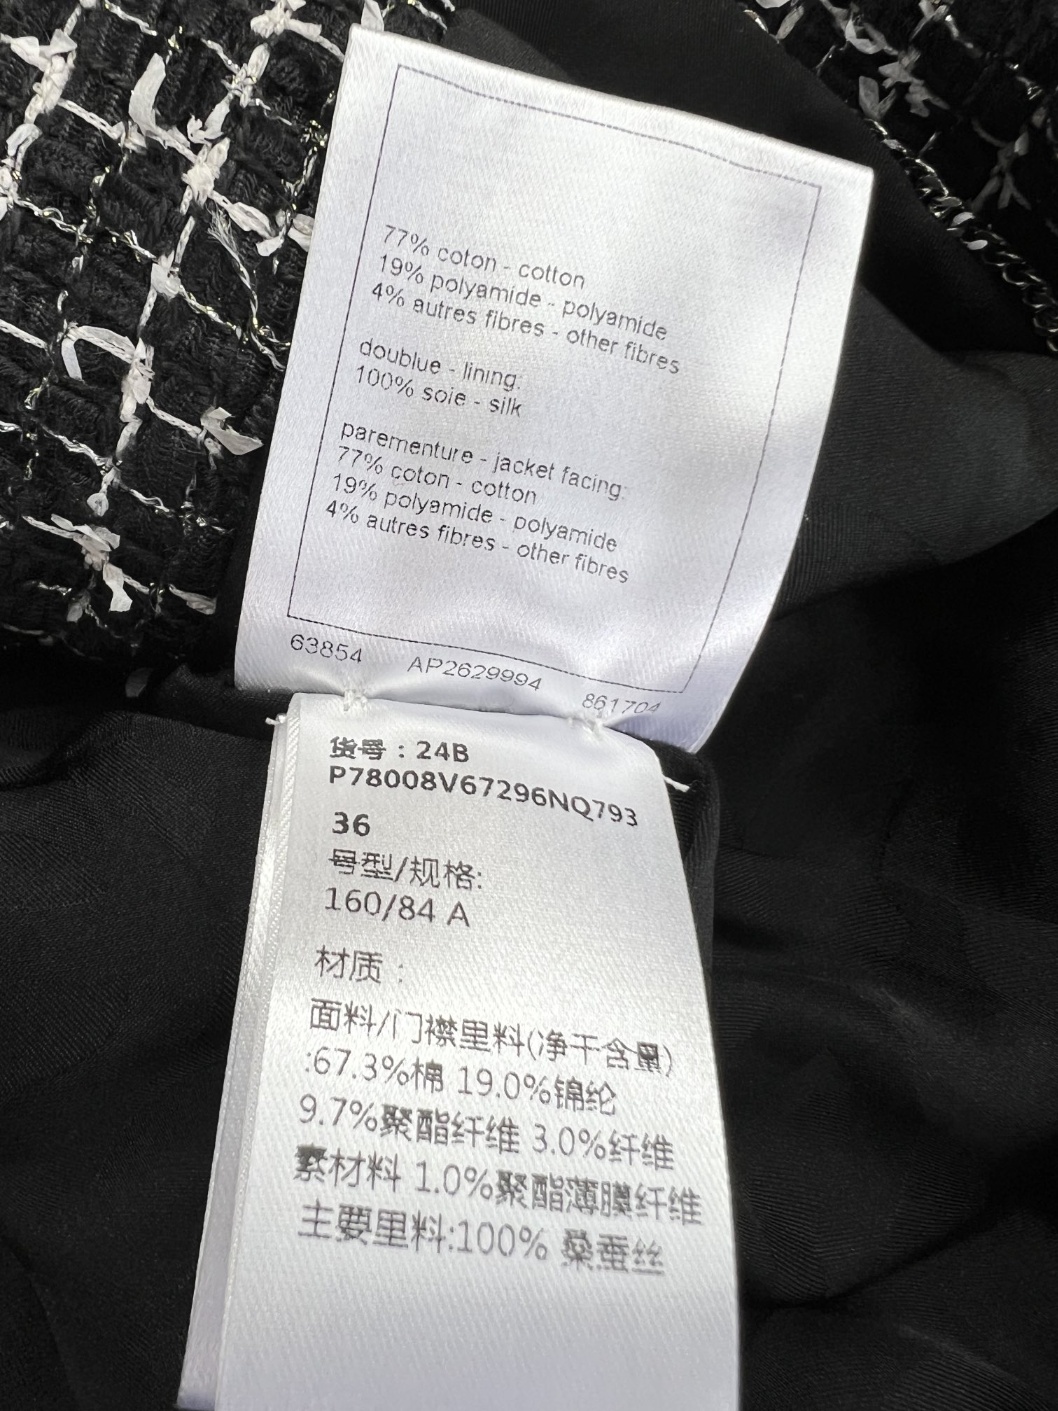 77% coton - cotton
19% polyamide - polyamide
4% autres fibres - other fibres
doublue - lining:
100% soie - silk
parementure - jacket facing:
77% coton - cotton
19% polyamide - polyamide
4% autres fibres - other fibres
63854 AP2629994 861704
货号：24B
P78008V67296NQ793
36
号型/规格:
160/84 A
材质：
面料/门襟里料(净干含量)
:67.3%棉 19.0%锦纶
9.7%聚酯纤维 3.0%纤维
素材料 1.0%聚酯薄膜纤维
主要里料:100% 桑蚕丝